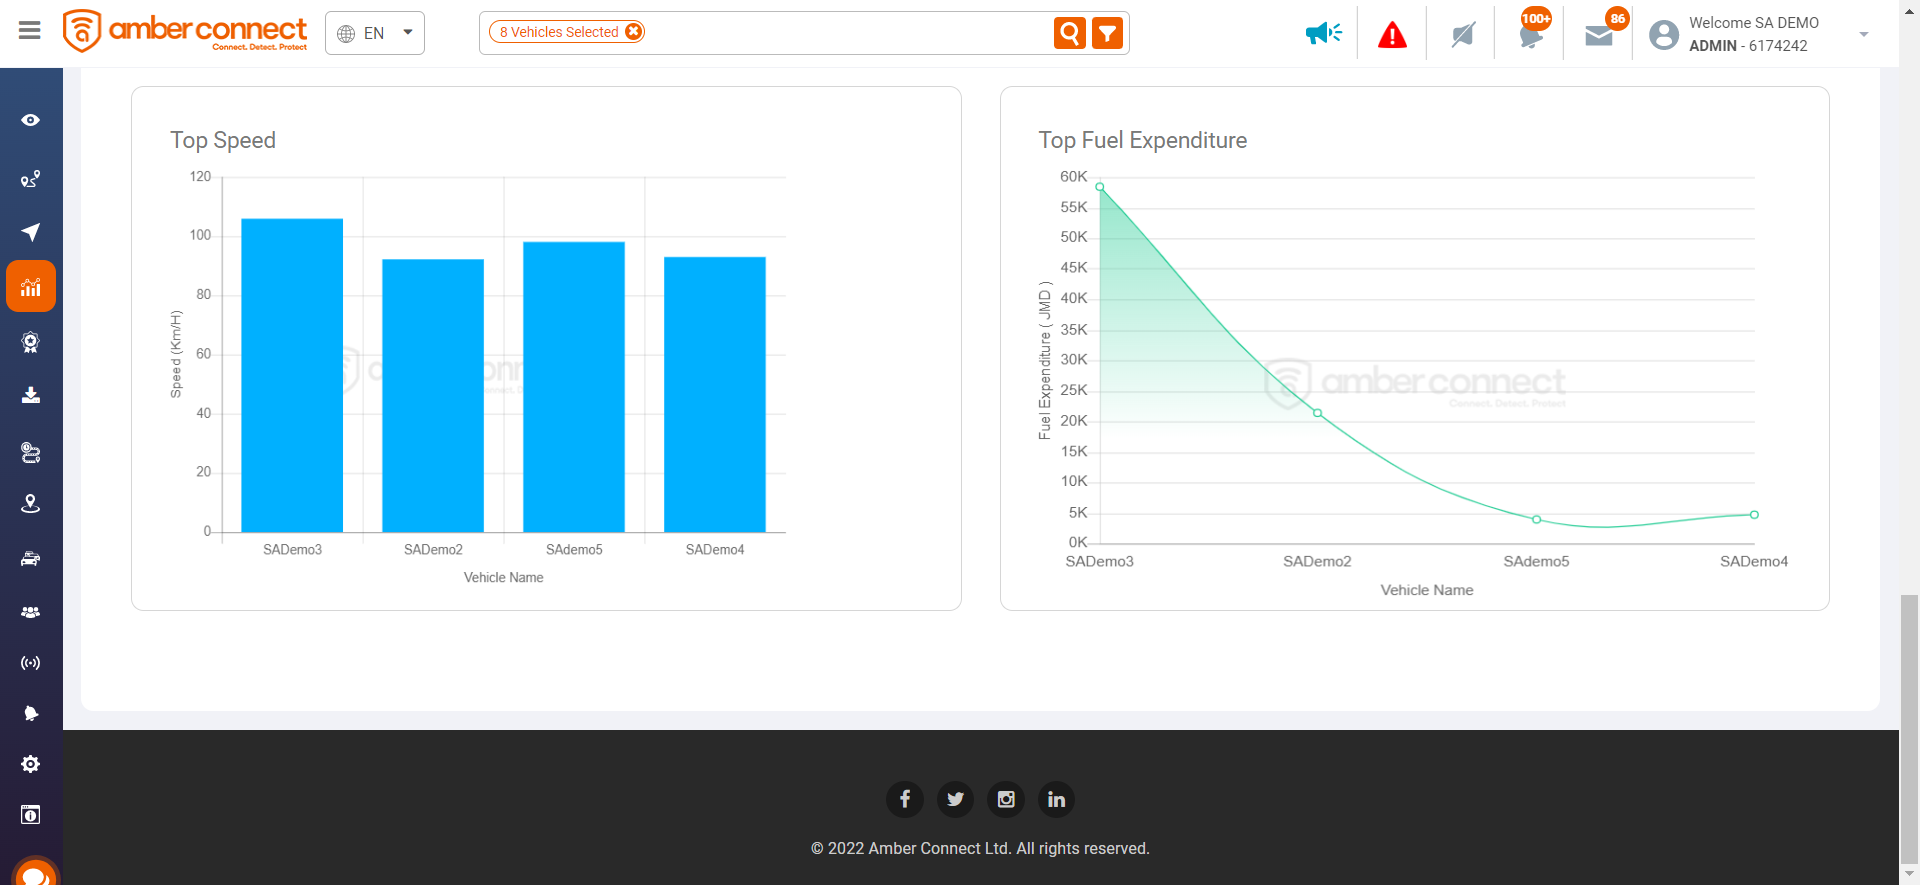 amber connect
Connect. Detect. Protect
EN
8 Vehicles Selected
100+
86
Welcome SA DEMO
ADMIN - 6174242
Top Speed
120
100
80
60
40
20
0
Speed (Km/H)
SADemo3
SADemo2
SAdemo5
SADemo4
Vehicle Name
Top Fuel Expenditure
60K
55K
50K
45K
40K
35K
30K
25K
20K
15K
10K
5K
0K
Fuel Expenditure ( JMD )
amber connect
Connect. Detect. Protect
SADemo3
SADemo2
SAdemo5
SADemo4
Vehicle Name
© 2022 Amber Connect Ltd. All rights reserved.